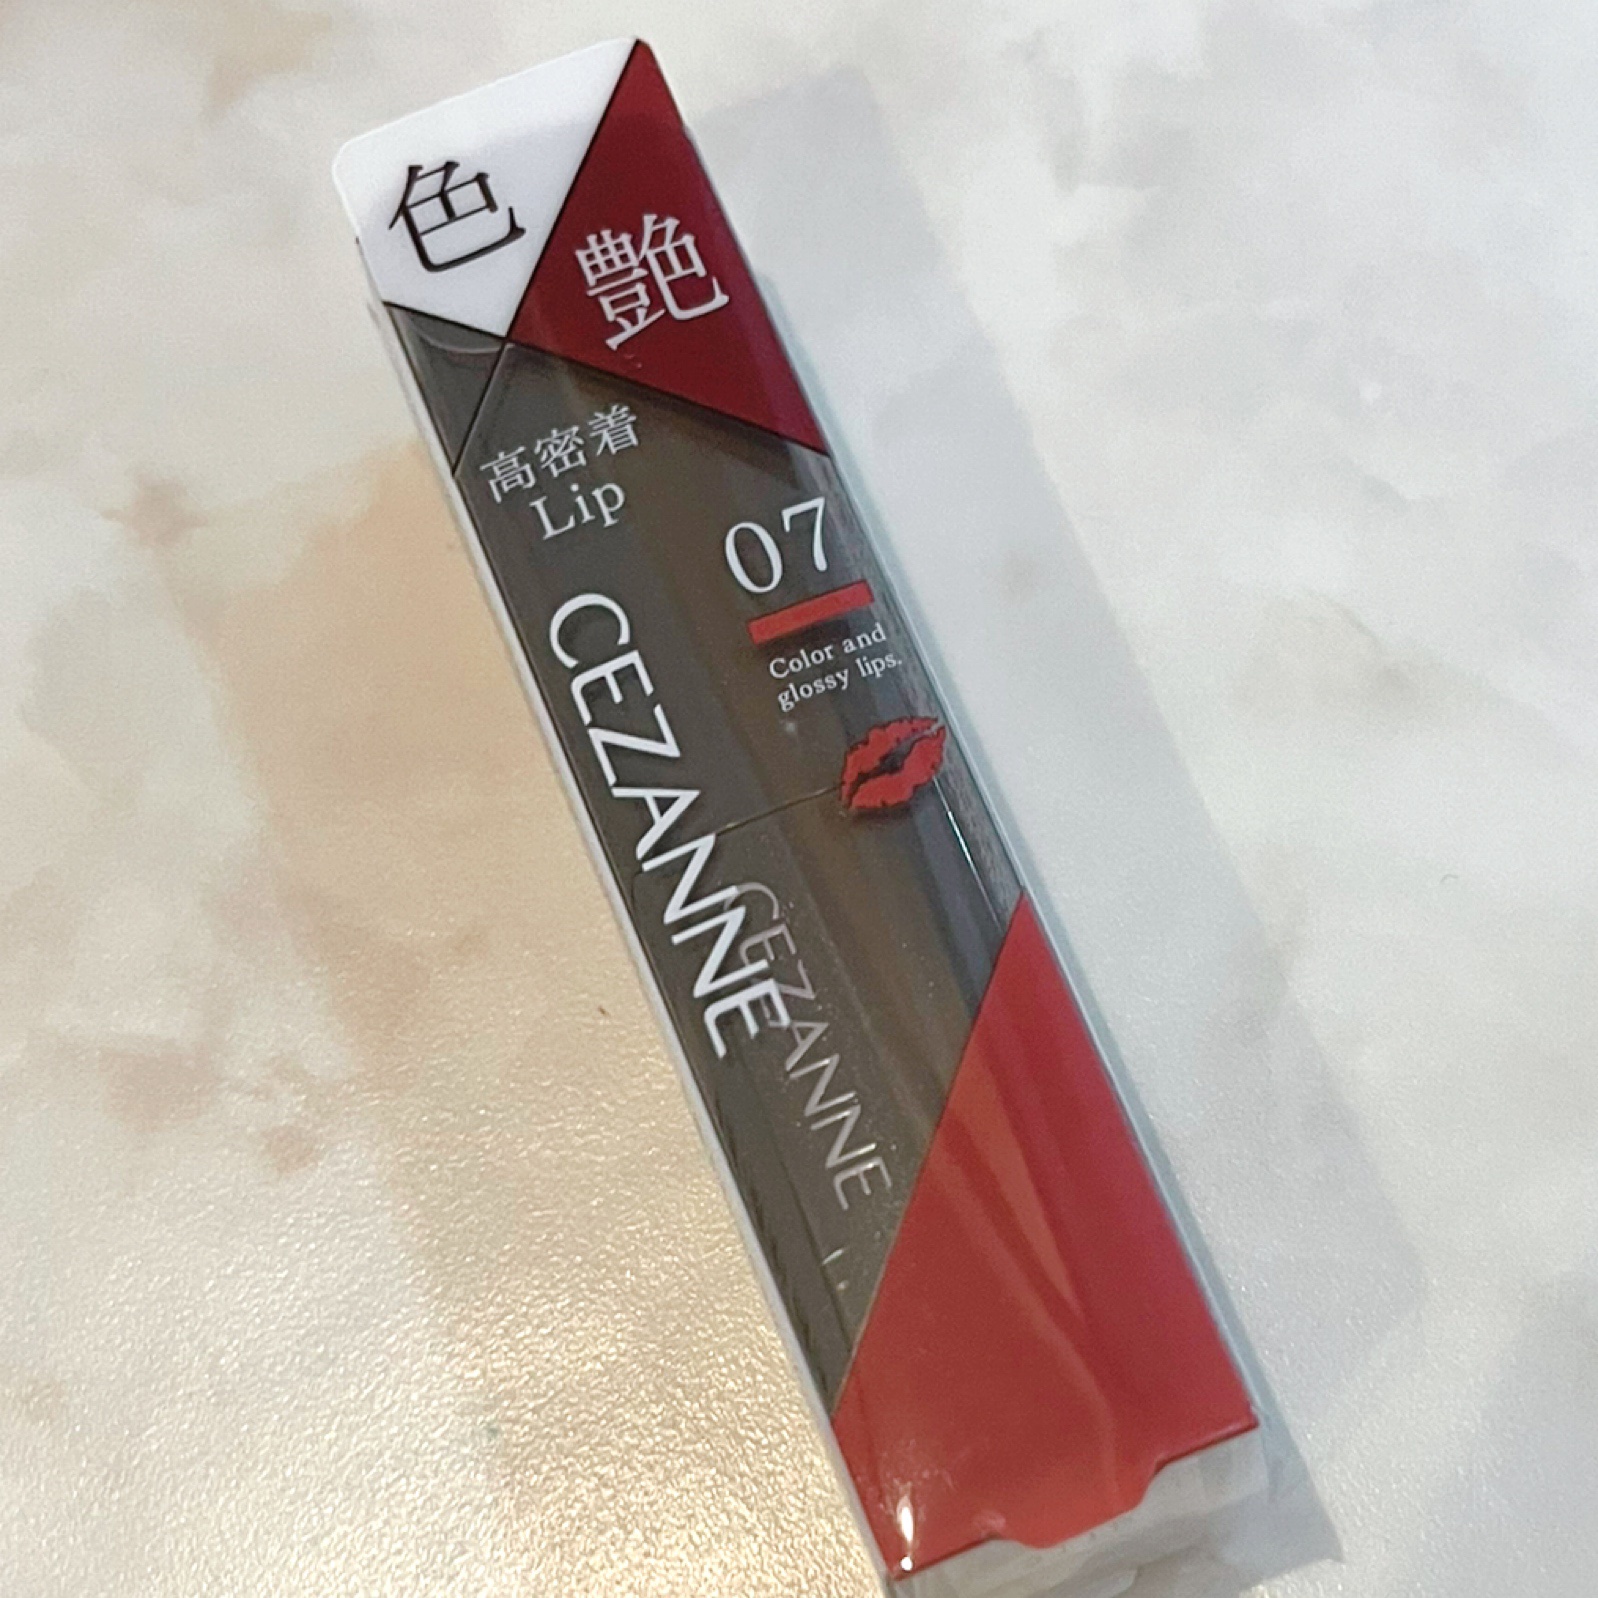 色
艶
高密着
Lip
07
Color and
glossy lips.
CEZANNE
CEZANNE